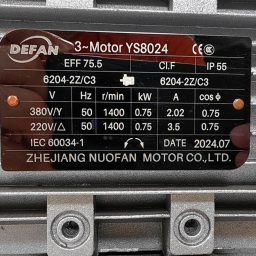 DEFAN 3~Motor YS8024 CE CCC
EFF 75.5 CI.F IP 55
6204-2Z/C3 6204-2Z/C3
V Hz r/min kW A cosΦ
380V/Y 50 1400 0.75 2.02 0.75
220V/△ 50 1400 0.75 3.5 0.75
IEC 60034-1 DATE 2024.07
ZHEJIANG NUOFAN MOTOR CO.,LTD.